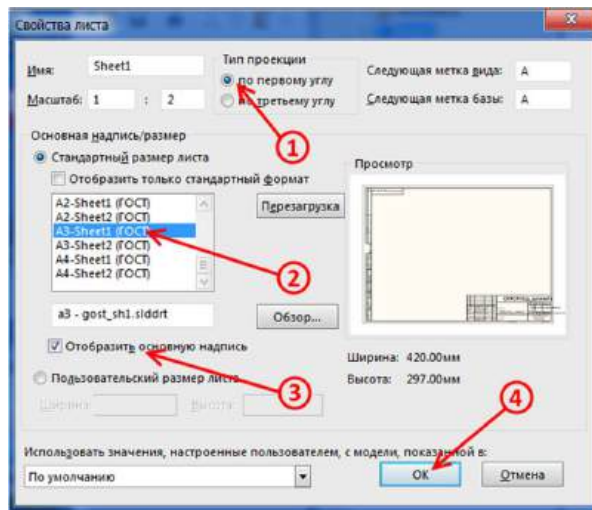 Свойства листа
Имя: Sheet1
Тип проекции
по первому углу
по третьему углу
Следующая метка вида: A
Масштаб: 1 : 2
Следующая метка базы: A
1
Основная надпись/размер
Стандартный размер листа
Отобразить только стандартный формат
Просмотр
A2-Sheet1 (ГОСТ)
A2-Sheet2 (ГОСТ)
A3-Sheet1 (ГОСТ)
A3-Sheet2 (ГОСТ)
A4-Sheet1 (ГОСТ)
A4-Sheet2 (ГОСТ)
Перезагрузка
2
a3 - gost_sh1.slddrt
Обзор...
Отобразить основную надпись
Ширина: 420.00мм
Высота: 297.00мм
Пользовательский размер листа
3
Ширина:
Высота:
4
Использовать значения, настроенные пользователем, с модели, показанной в:
По умолчанию
OK
Отмена